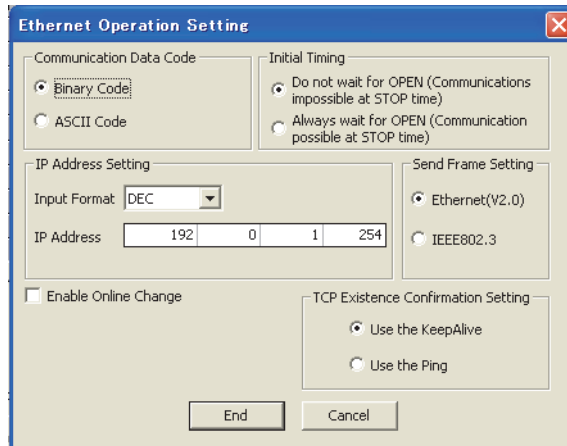 Ethernet Operation Setting
Communication Data Code
Binary Code
ASCII Code
Initial Timing
Do not wait for OPEN (Communications
impossible at STOP time)
Always wait for OPEN (Communication
possible at STOP time)
IP Address Setting
Input Format DEC
IP Address 192 0 1 254
Send Frame Setting
Ethernet(V2.0)
IEEE802.3
Enable Online Change
TCP Existence Confirmation Setting
Use the KeepAlive
Use the Ping
End Cancel